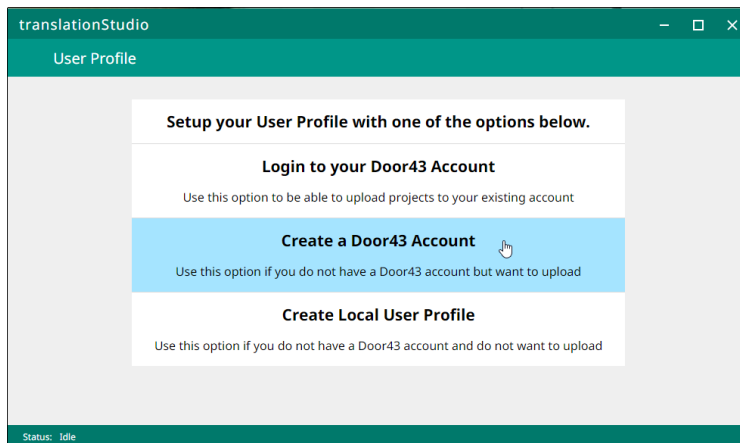 translationStudio
User Profile
Setup your User Profile with one of the options below.
Login to your Door43 Account
Use this option to be able to upload projects to your existing account
Create a Door43 Account
Use this option if you do not have a Door43 account but want to upload
Create Local User Profile
Use this option if you do not have a Door43 account and do not want to upload
Status: Idle